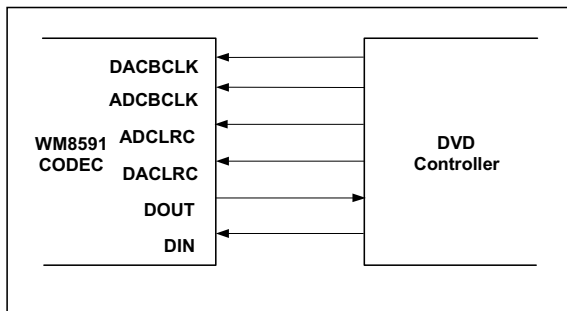 DACBCLK
ADCBCLK
ADCLRC
WM8591
CODEC
DACLRC
DOUT
DIN
DVD
Controller